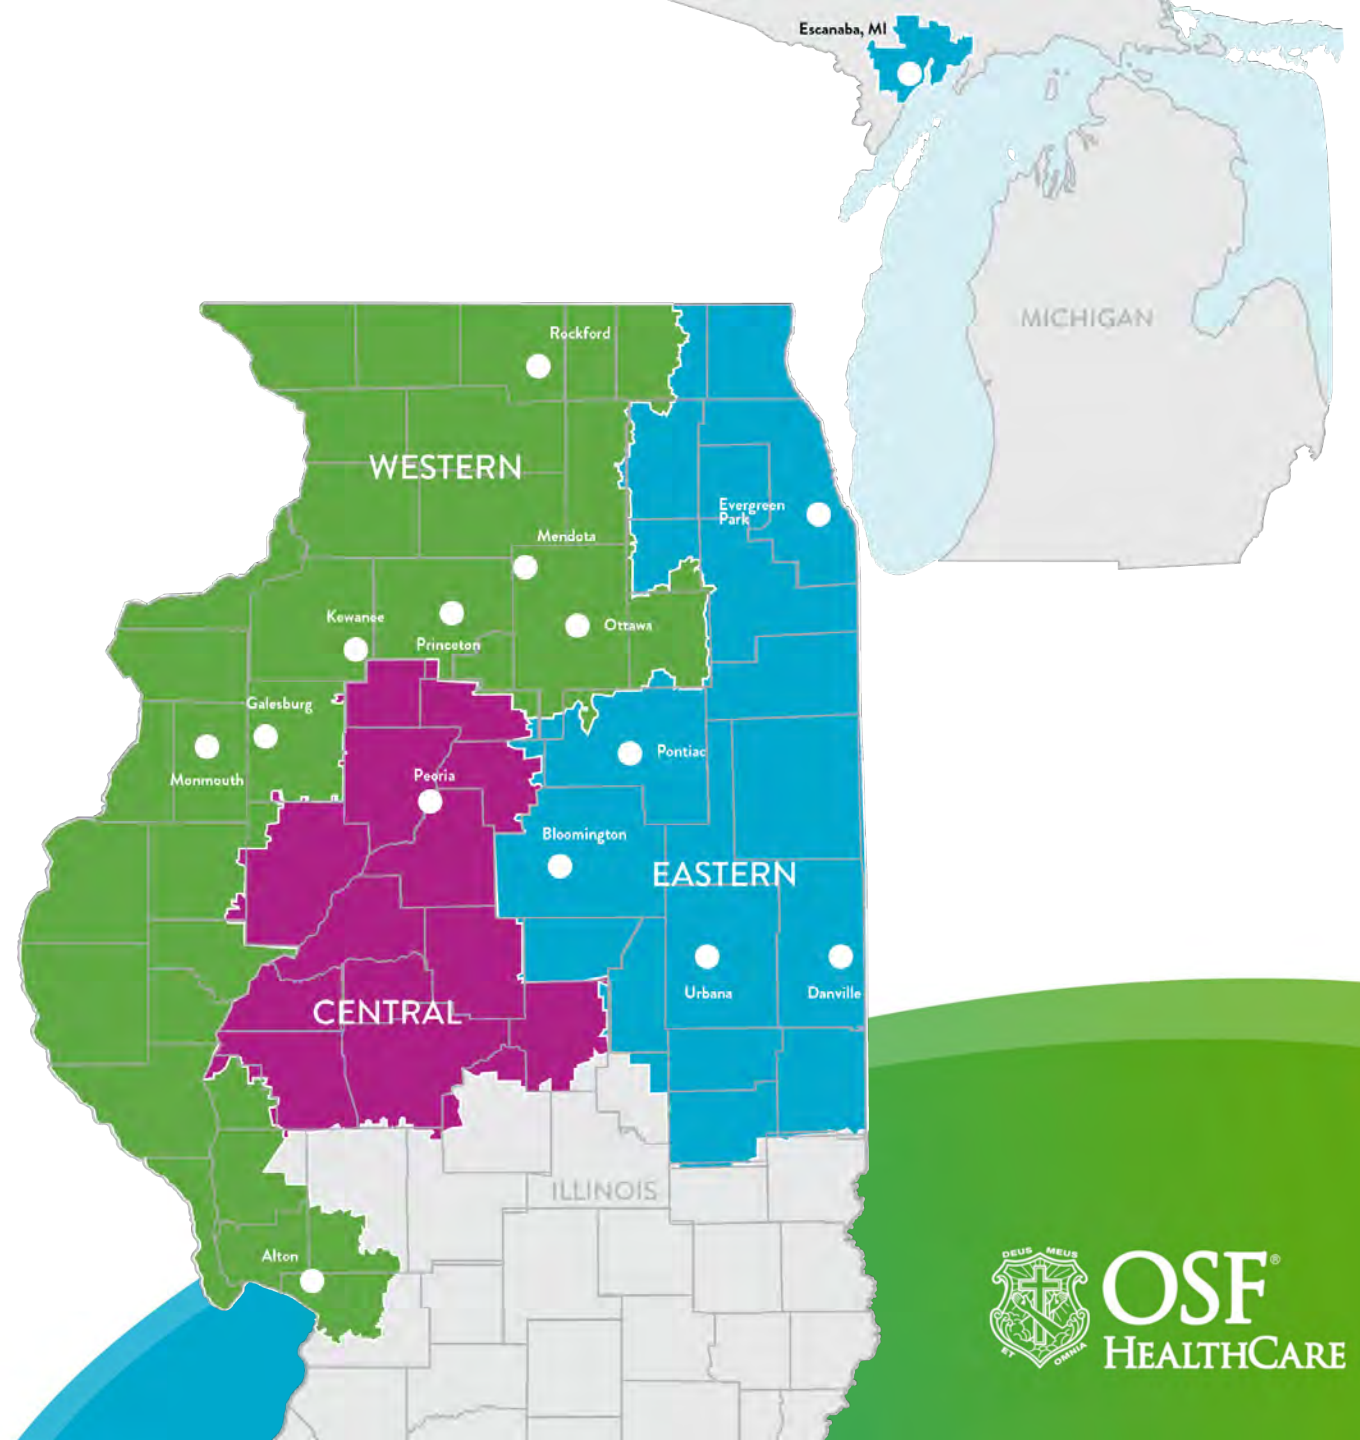 Escanaba, MI
MICHIGAN
Rockford
WESTERN
Evergreen
Park
Mendota
Kewanee
Princeton
Ottawa
Galesburg
Monmouth
Peoria
Pontiac
Bloomington
EASTERN
CENTRAL
Urbana
Danville
ILLINOIS
Alton
DEUS MEUS
ET OMNIA
OSF®
HEALTHCARE